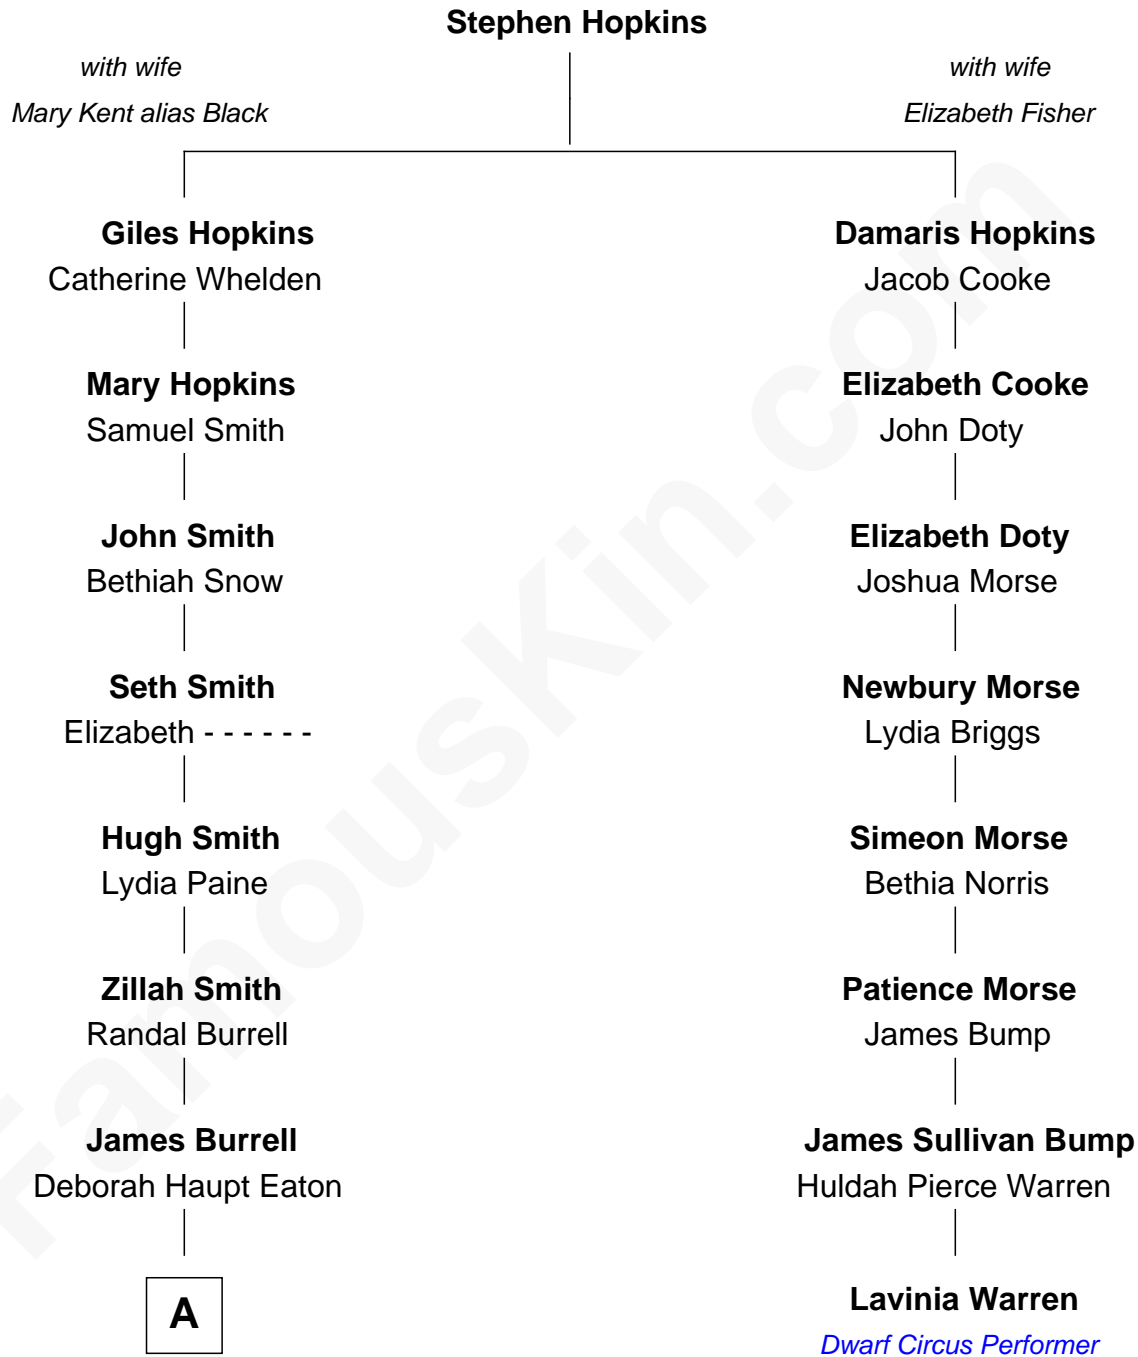 Stephen Hopkins
with wife
Mary Kent alias Black
with wife
Elizabeth Fisher
Giles Hopkins
Catherine Whelden
Damaris Hopkins
Jacob Cooke
Mary Hopkins
Samuel Smith
Elizabeth Cooke
John Doty
John Smith
Bethiah Snow
Elizabeth Doty
Joshua Morse
Seth Smith
Elizabeth - - - - - -
Newbury Morse
Lydia Briggs
Hugh Smith
Lydia Paine
Simeon Morse
Bethia Norris
Zillah Smith
Randal Burrell
Patience Morse
James Bump
James Burrell
Deborah Haupt Eaton
James Sullivan Bump
Huldah Pierce Warren
A
Lavinia Warren
Dwarf Circus Performer
FamousKin.com